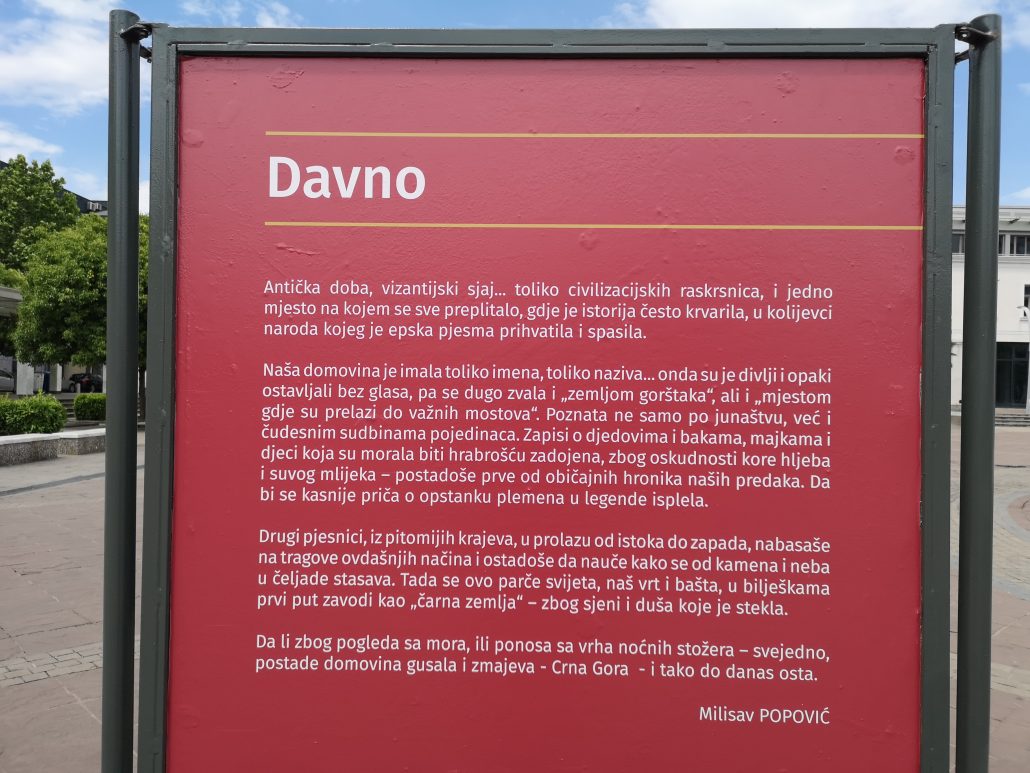 Davno
Antička doba, vizantijski sjaj... toliko civilizacijskih raskrsnica, i jedno
mjesto na kojem se sve preplitalo, gdje je istorija često krvarila, u kolijevci
naroda kojeg je epska pjesma prihvatila i spasila.
Naša domovina je imala toliko imena, toliko naziva... onda su je divlji i opaki
ostavljali bez glasa, pa se dugo zvala i „zemljom gorštaka“, ali i „mjestom
gdje su prelazi do važnih mostova“. Poznata ne samo po junaštvu, već i
čudesnim sudbinama pojedinaca. Zapisi o djedovima i bakama, majkama i
djeci koja su morala biti hrabrošću zadojena, zbog oskudnosti kore hljeba
i suvog mlijeka – postadoše prve od običajnih hronika naših predaka. Da
bi se kasnije priča o opstanku plemena u legende isplela.
Drugi pjesnici, iz pitomijih krajeva, u prolazu od istoka do zapada, nabasaše
na tragove ovdašnjih načina i ostadoše da nauče kako se od kamena i neba
u čeljade stasava. Tada se ovo parče svijeta, naš vrt i bašta, u bilješkama
prvi put zavodi kao „čarna zemlja“ – zbog sjeni i duša koje je stekla.
Da li zbog pogleda sa mora, ili ponosa sa vrha noćnih stožera – svejedno,
postade domovina gusala i zmajeva - Crna Gora - i tako do danas osta.
Milisav POPOVIĆ